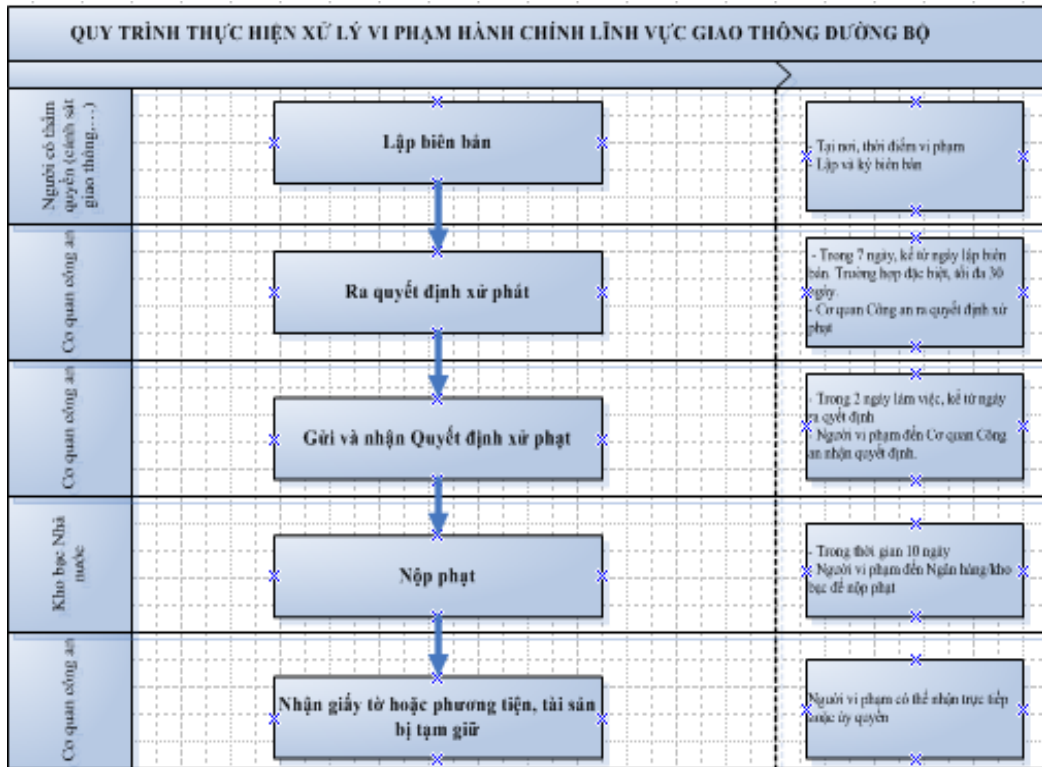 QUY TRÌNH THỰC HIỆN XỬ LÝ VI PHẠM HÀNH CHÍNH LĨNH VỰC GIAO THÔNG ĐƯỜNG BỘ
Người có thẩm
quyền (cảnh sát
giao thông,…)
Lập biên bản
- Tại nơi, thời điểm vi phạm
- Lập và ký biên bản
Cơ quan công an
Ra quyết định xử phát
- Trong 7 ngày, kể từ ngày lập biên
bản. Trường hợp đặc biệt, tối đa 30
ngày.
- Cơ quan Công an ra quyết định xử
phạt
Cơ quan công an
Gửi và nhận Quyết định xử phạt
- Trong 2 ngày làm việc, kể từ ngày
ra qyết định
- Người vi phạm đến Cơ quan Công
an nhận quyết định.
Kho bạc Nhà
nước
Nộp phạt
- Trong thời gian 10 ngày
- Người vi phạm đến Ngân hàng/kho
bạc để nộp phạt
Cơ quan công an
Nhận giấy tờ hoặc phương tiện, tài sản
bị tạm giữ
Người vi phạm có thể nhận trực tiếp
hoặc ủy quyền